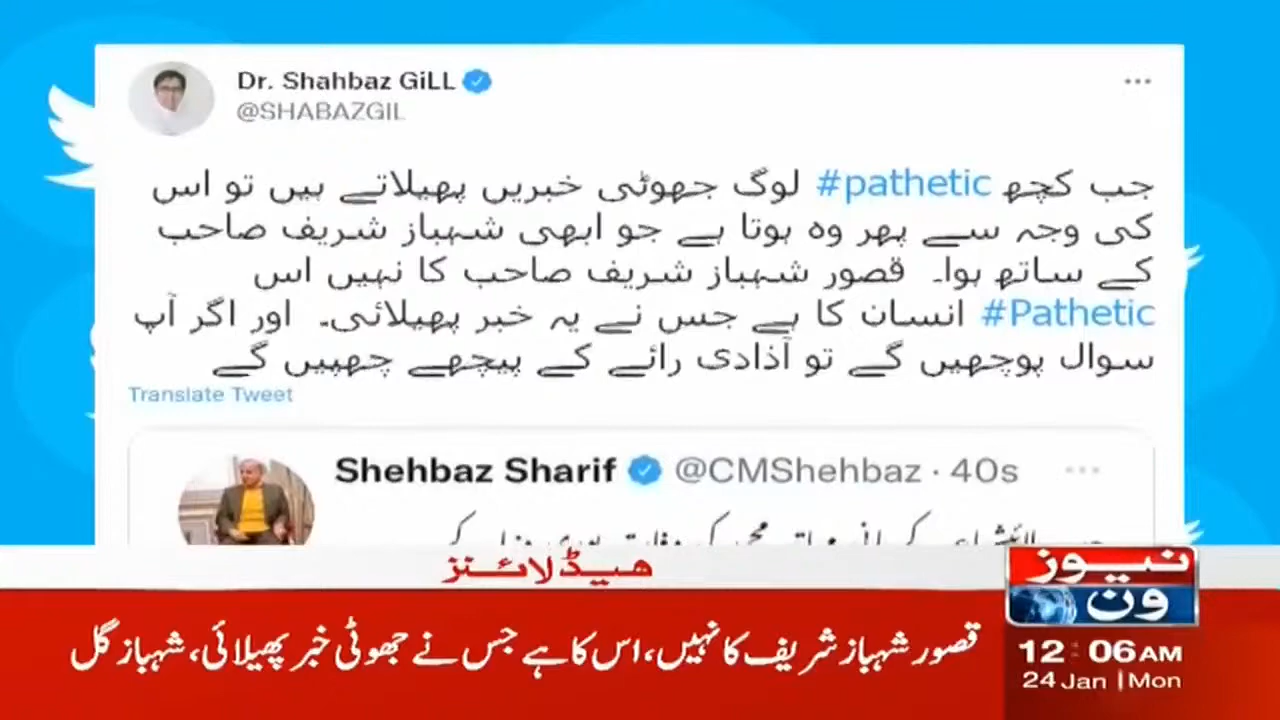 Dr. Shahbaz GiLL
@SHABAZGIL
جب کچھ #pathetic لوگ جھوٹی خبریں پھیلاتے ہیں تو اس
کی وجہ سے پھر وہ ہوتا ہے جو ابھی شہباز شریف صاحب
کے ساتھ ہوا۔ قصور شہباز شریف صاحب کا نہیں اس
#Pathetic انسان کا ہے جس نے یہ خبر پھیلائی۔ اور اگر آپ
سوال پوچھیں گے تو آذادی رائے کے پیچھے چھپیں گے
Translate Tweet
Shehbaz Sharif @CMShehbaz · 40s
ھیڈلائنز
نیوز
ون
قصور شہباز شریف کا نہیں، اس کا ہے جس نے جھوٹی خبر پھیلائی، شہباز گل
12:06AM
24 Jan | Mon